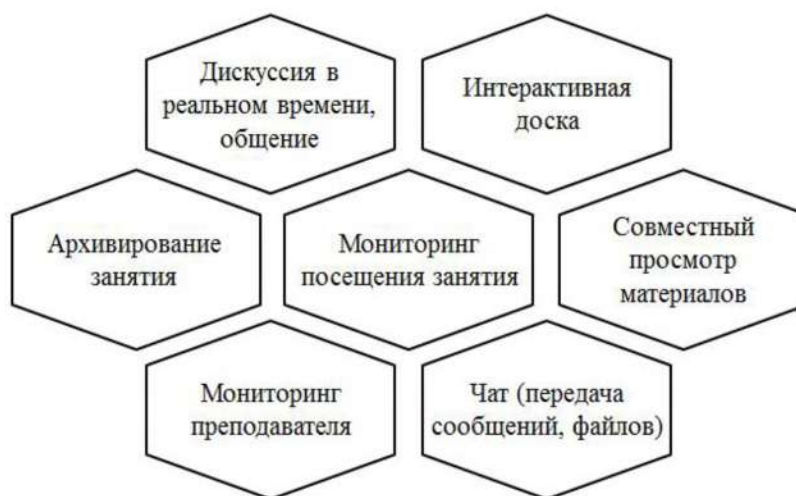 Дискуссия в
реальном времени,
общение
Интерактивная
доска
Архивирование
занятия
Мониторинг
посещения занятия
Совместный
просмотр
материалов
Мониторинг
преподавателя
Чат (передача
сообщений, файлов)